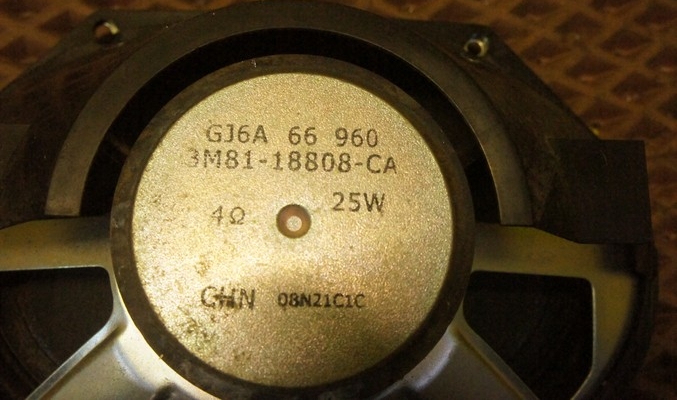 GJ6A 66 960
3M81-18808-CA
4Ω 25W
CHN 08N21C1C